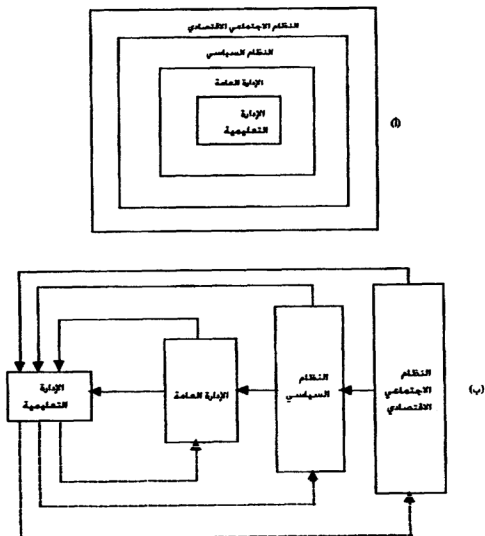 النظام الاجتماعي الاقتصادي
النظام السياسي
الإدارة العامة
الإدارة
التعليمية
(أ)
النظام
الاجتماعي
الاقتصادي
النظام
السياسي
الإدارة العامة
الإدارة
التعليمية
(ب)